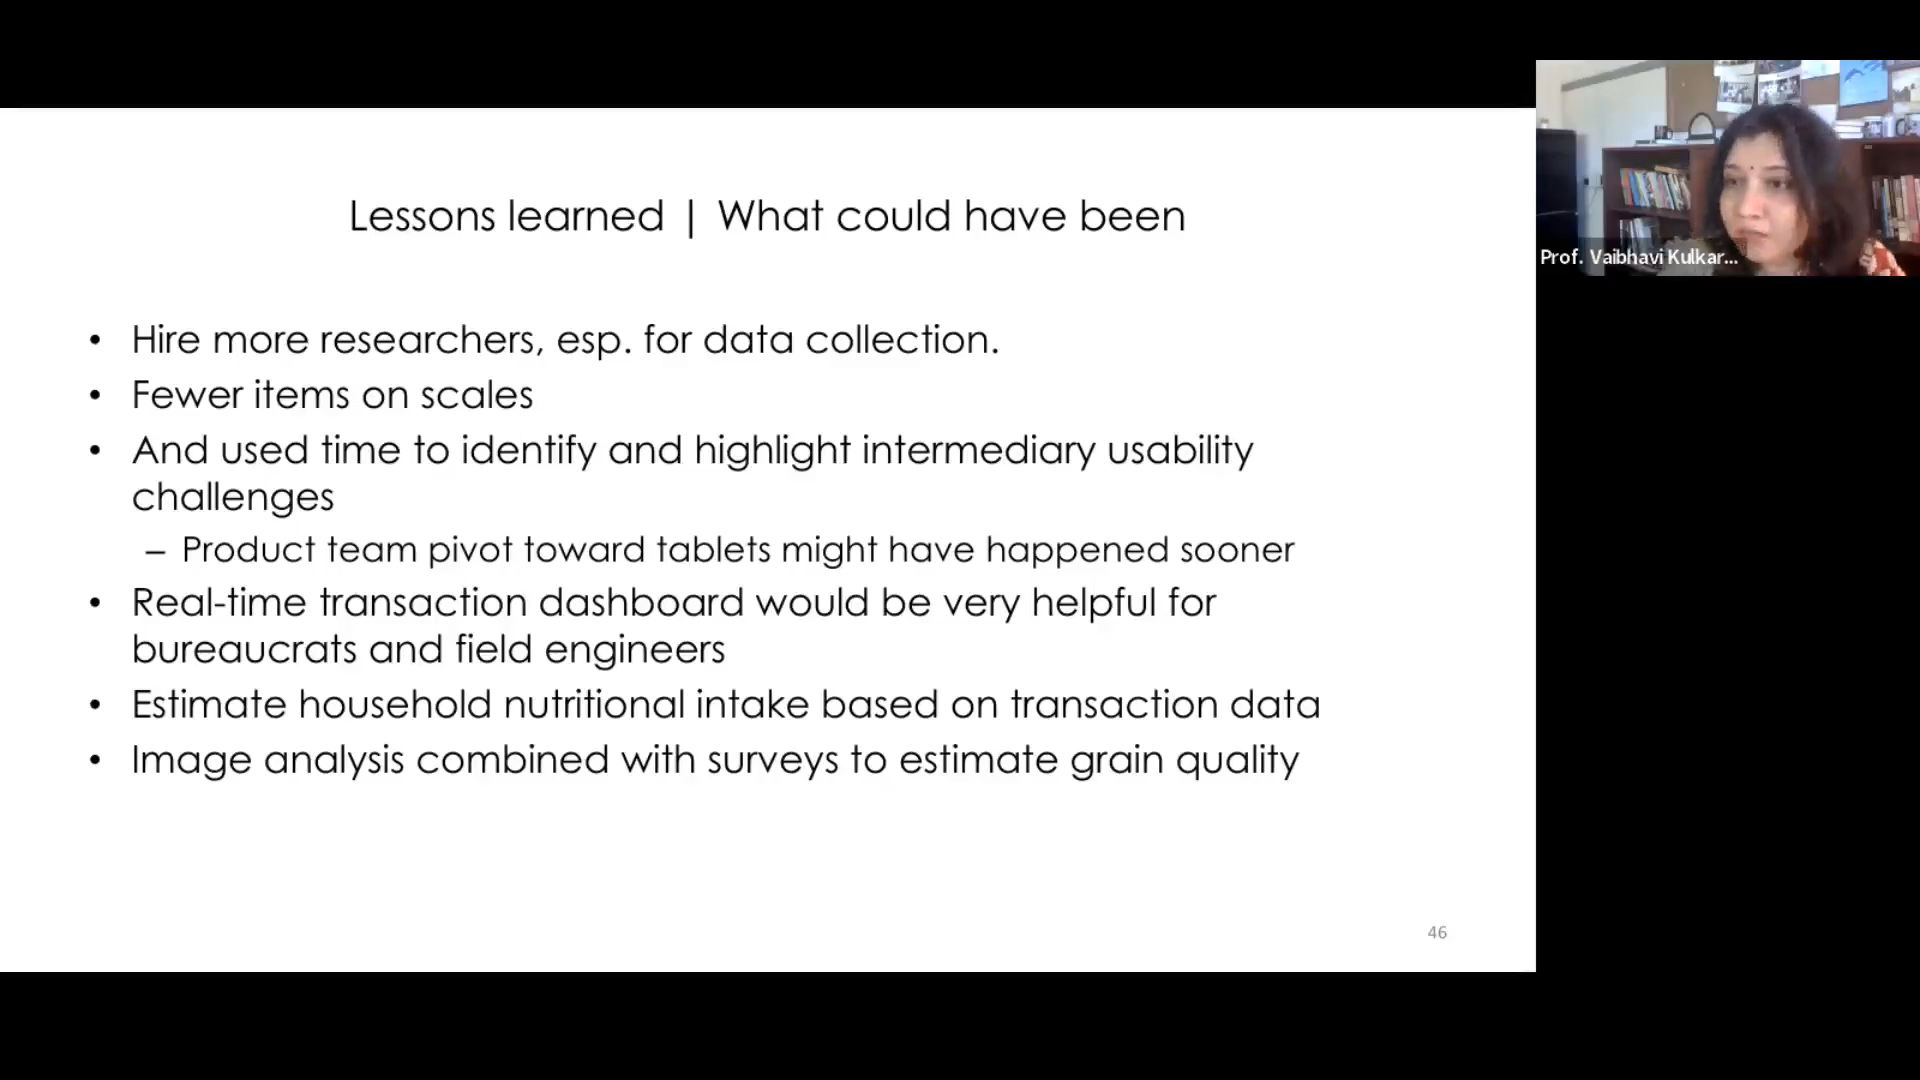 Lessons learned | What could have been
• Hire more researchers, esp. for data collection.
• Fewer items on scales
• And used time to identify and highlight intermediary usability
challenges
– Product team pivot toward tablets might have happened sooner
• Real-time transaction dashboard would be very helpful for
bureaucrats and field engineers
• Estimate household nutritional intake based on transaction data
• Image analysis combined with surveys to estimate grain quality
46
Prof. Vaibhavi Kulkar...